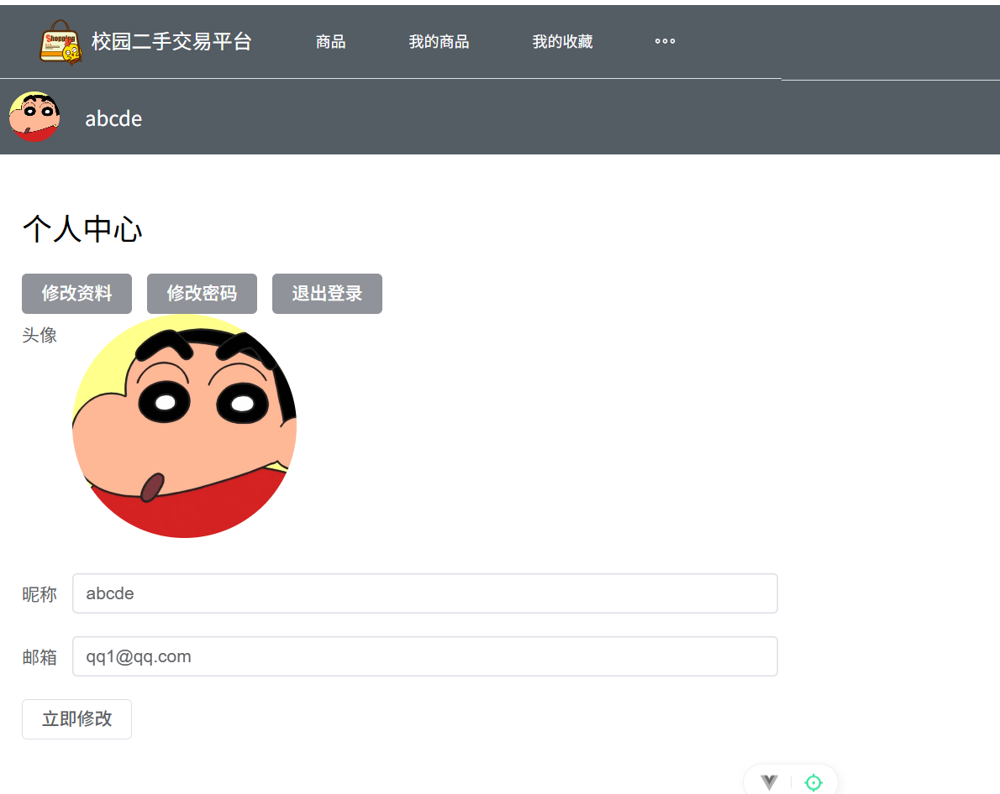 Shopping
校园二手交易平台 商品 我的商品 我的收藏
abcde
个人中心
修改资料 修改密码 退出登录
头像
昵称 abcde
邮箱 qq1@qq.com
立即修改